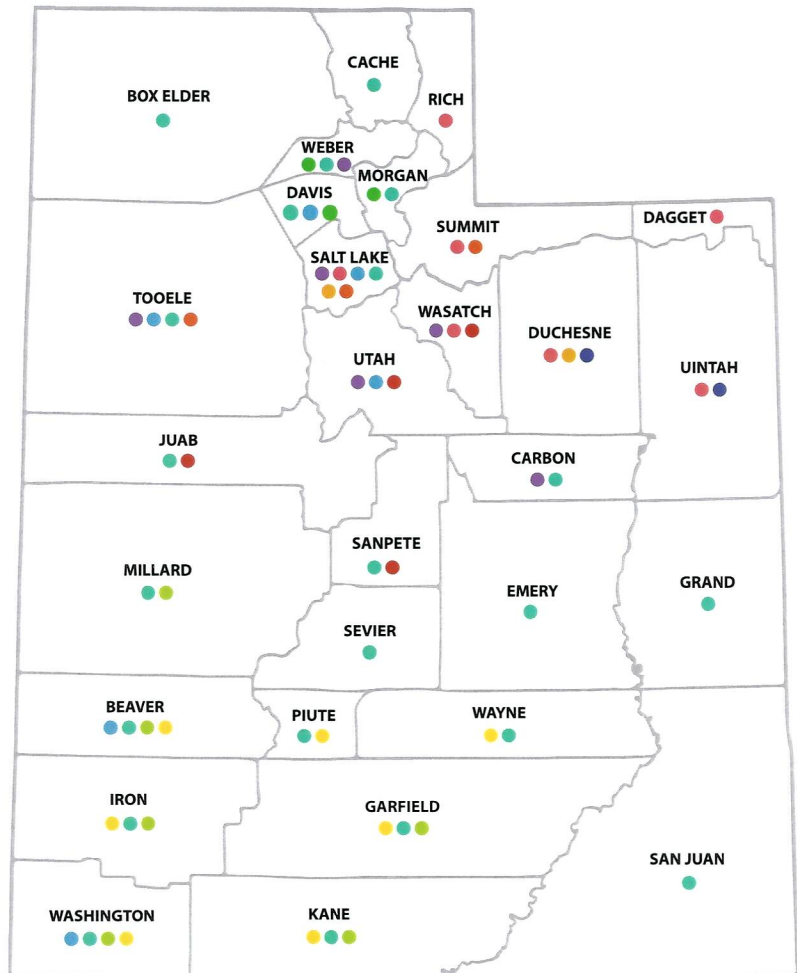 CACHE
BOX ELDER
RICH
WEBER
MORGAN
DAVIS
DAGGET
SUMMIT
SALT LAKE
TOOELE
WASATCH
DUCHESNE
UTAH
UINTAH
JUAB
CARBON
SANPETE
MILLARD
EMERY
GRAND
SEVIER
BEAVER
PIUTE
WAYNE
IRON
GARFIELD
SAN JUAN
WASHINGTON
KANE